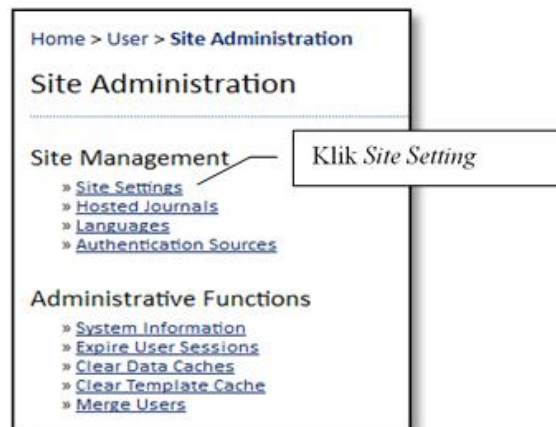 Home > User > Site Administration
Site Administration
Site Management
Klik Site Setting
» Site Settings
» Hosted Journals
» Languages
» Authentication Sources
Administrative Functions
» System Information
» Expire User Sessions
» Clear Data Caches
» Clear Template Cache
» Merge Users